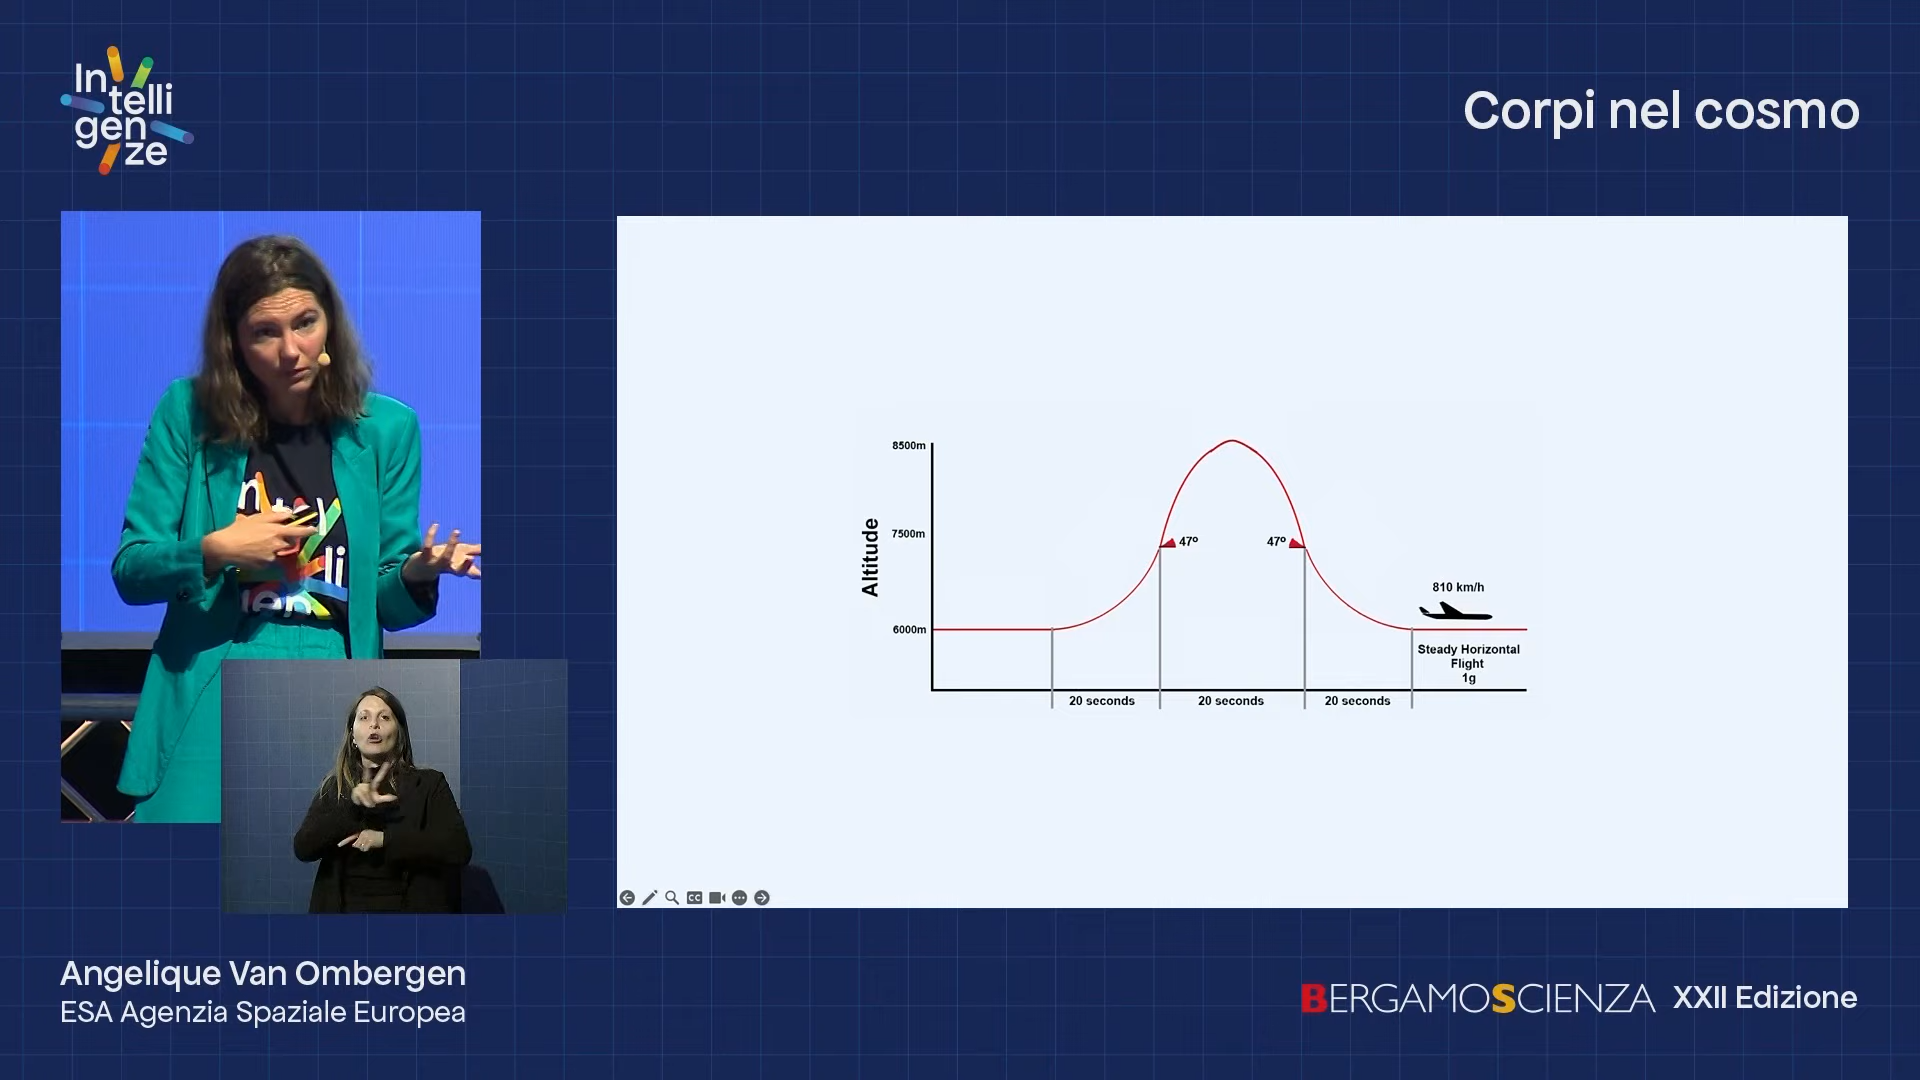 In
telli
gen
ze
Corpi nel cosmo
8500m
7500m
6000m
Altitude
47º
47º
810 km/h
Steady Horizontal
Flight
1g
20 seconds
20 seconds
20 seconds
CC
Angelique Van Ombergen
ESA Agenzia Spaziale Europea
BERGAMOSCIENZA XXII Edizione